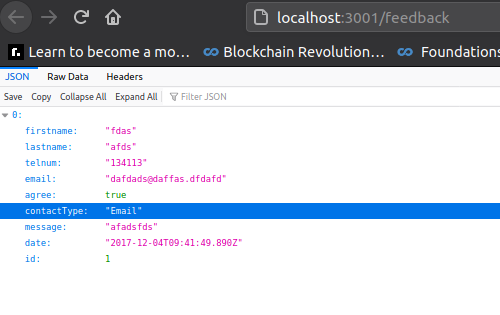 localhost:3001/feedback
Learn to become a mo... Blockchain Revolution... Foundations
JSON Raw Data Headers
Save Copy Collapse All Expand All Filter JSON
0:
firstname: "fdas"
lastname: "afds"
telnum: "134113"
email: "dafdads@daffas.dfdafd"
agree: true
contactType: "Email"
message: "afadsfds"
date: "2017-12-04T09:41:49.890Z"
id: 1